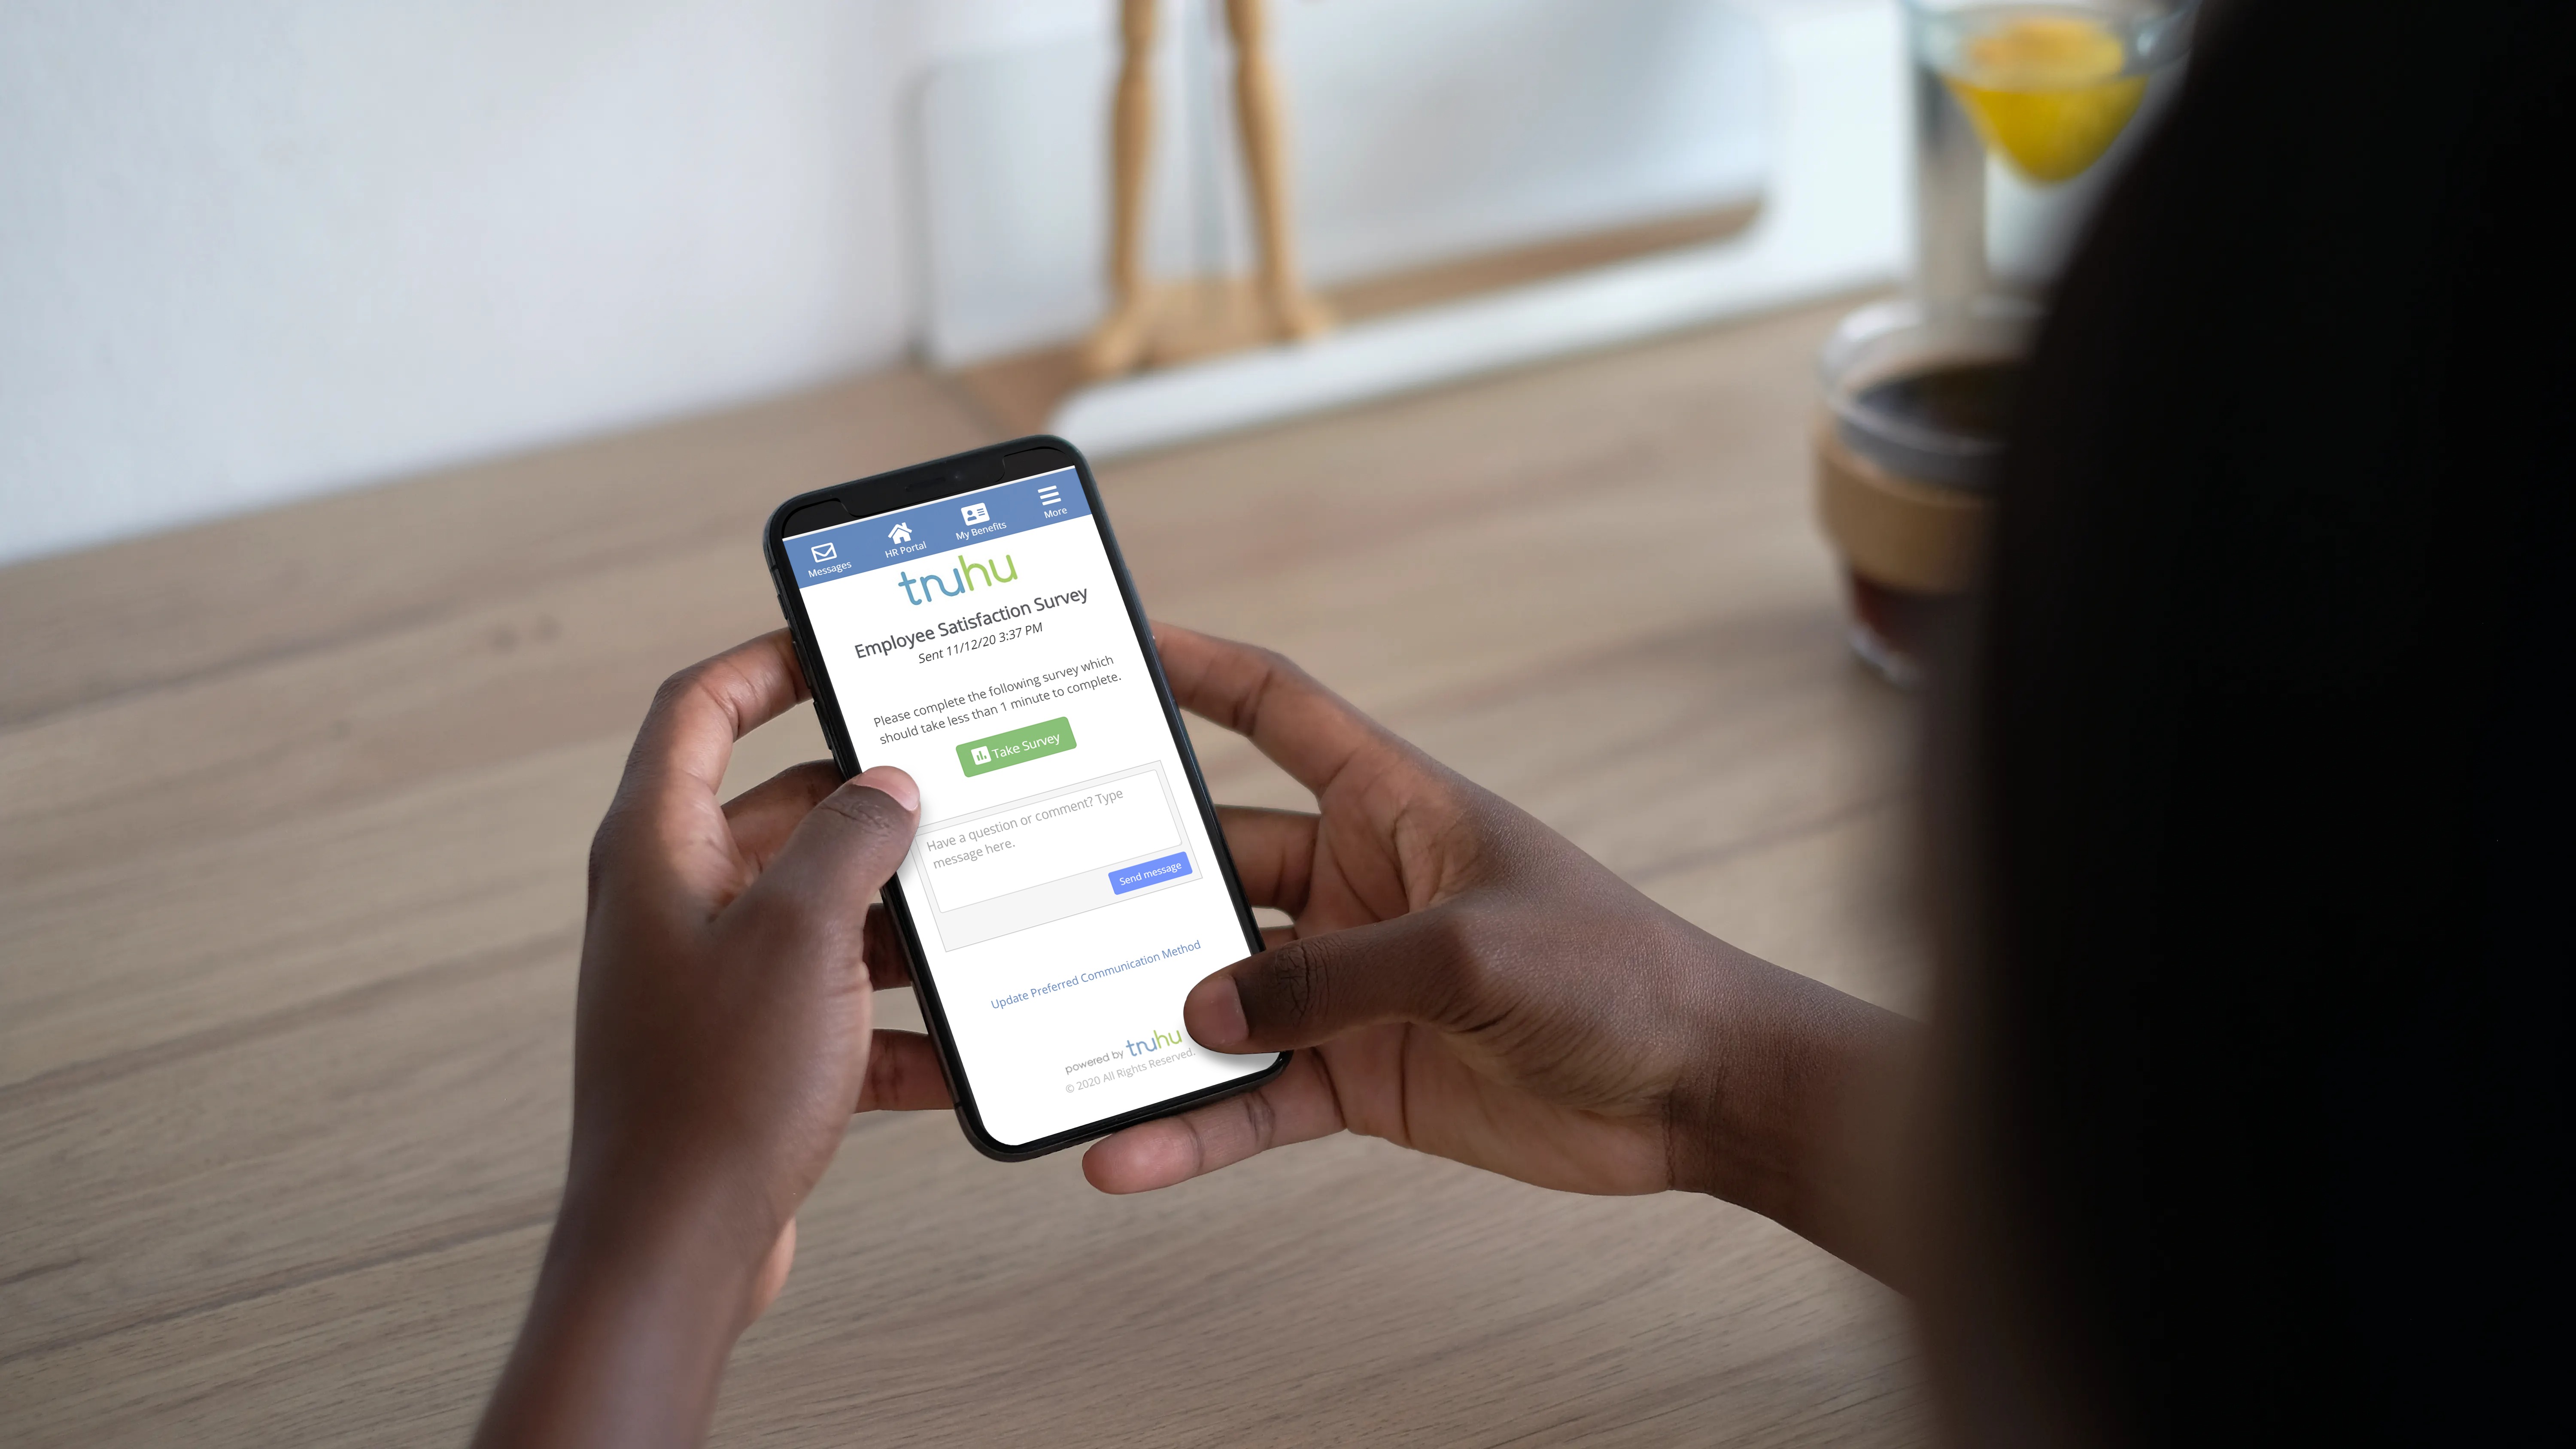 Messages
HR Portal
My Benefits
More
truhu
Employee Satisfaction Survey
Sent 11/12/20 3:37 PM
Please complete the following survey which
should take less than 1 minute to complete.
Take Survey
Have a question or comment? Type
message here.
Send message
Update Preferred Communication Method
powered by truhu
© 2020 All Rights Reserved.